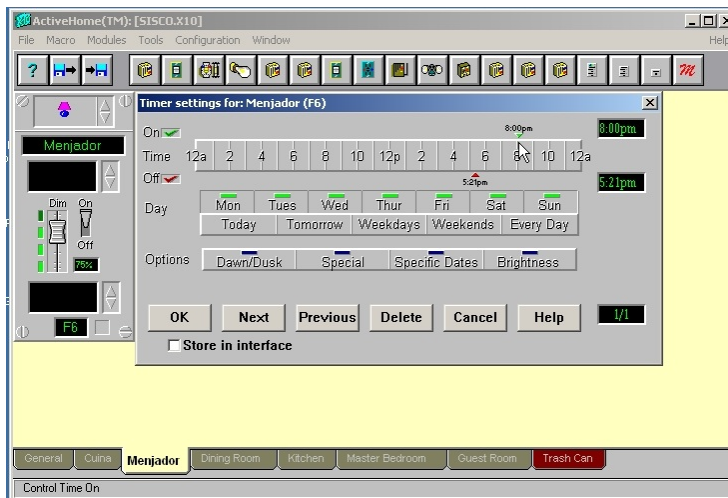 ActiveHome(TM): [SISCO.X10]
File Macro Modules Tools Configuration Window Help
?
Timer settings for: Menjador (F6)
On 8:00pm 8:00pm
Menjador
Time 12a 2 4 6 8 10 12p 2 4 6 8 10 12a
Off 5:21pm 5:21pm
Dim On
Day Mon Tues Wed Thur Fri Sat Sun
Today Tomorrow Weekdays Weekends Every Day
Off
75%
Options Dawn/Dusk Special Specific Dates Brightness
OK Next Previous Delete Cancel Help 1/1
F6
Store in interface
General Cuina Menjador Dining Room Kitchen Master Bedroom Guest Room Trash Can
Control Time On